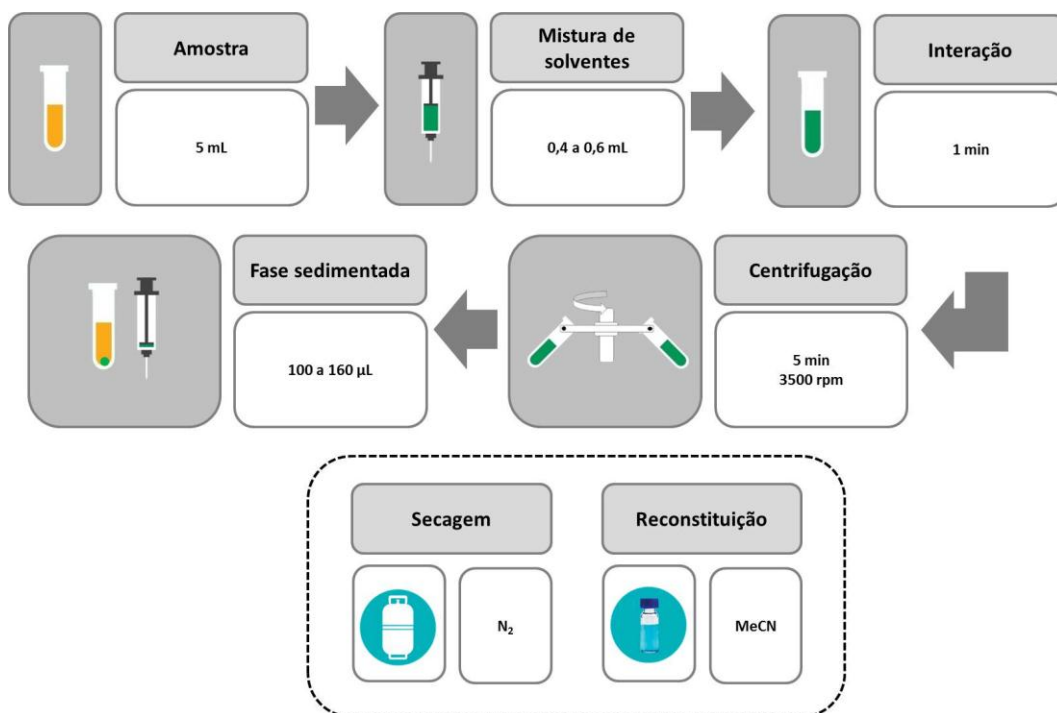 Amostra
5 mL
Mistura de
solventes
0,4 a 0,6 mL
Interação
1 min
Fase sedimentada
100 a 160 µL
Centrifugação
5 min
3500 rpm
Secagem
N₂
Reconstituição
MeCN